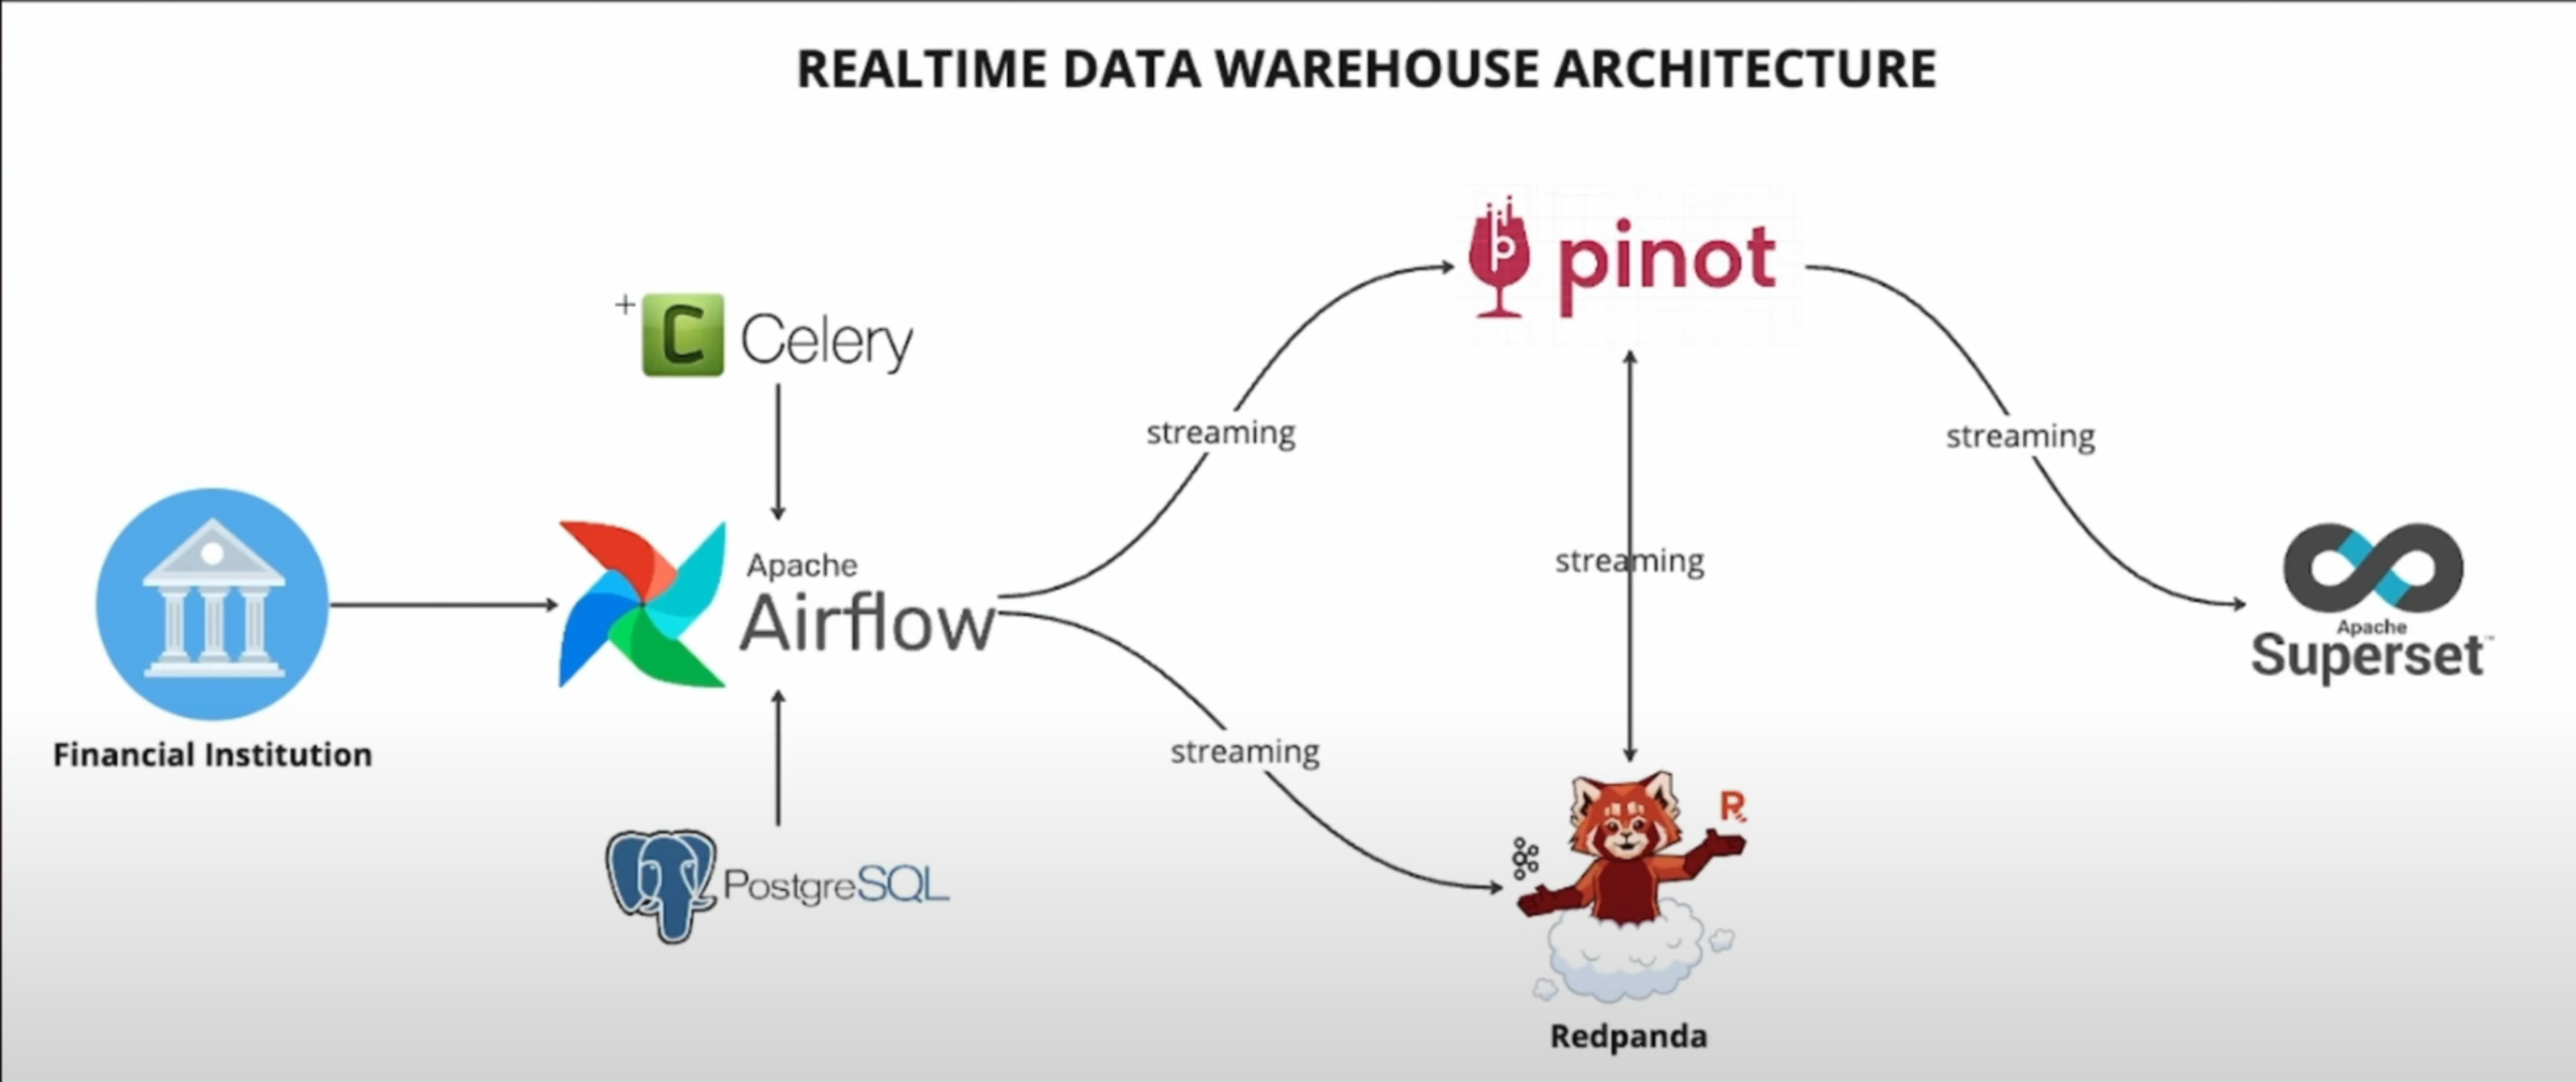 REALTIME DATA WAREHOUSE ARCHITECTURE
pinot
+
C Celery
streaming
streaming
streaming
Apache
Airflow
Apache
Superset
Financial Institution
streaming
R
PostgreSQL
Redpanda